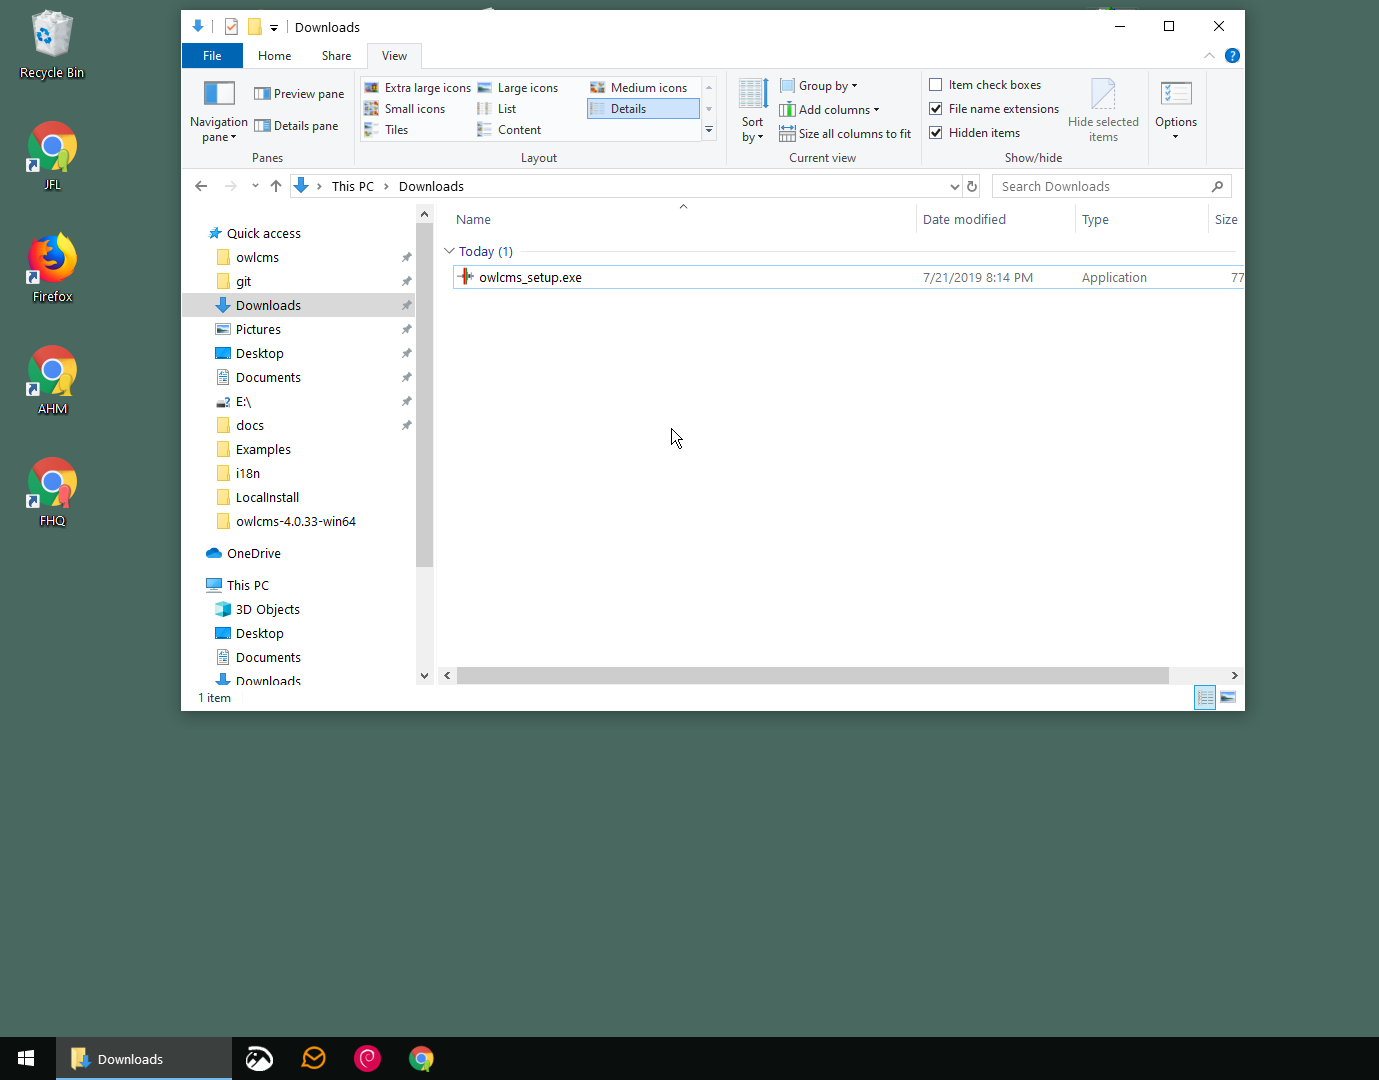 Recycle Bin
JFL
Firefox
AHM
FHQ
Downloads
File Home Share View
Navigation pane
Preview pane
Details pane
Panes
Extra large icons Large icons Medium icons
Small icons List Details
Tiles Content
Layout
Sort by
Group by
Add columns
Size all columns to fit
Current view
Item check boxes
File name extensions
Hidden items
Hide selected items
Show/hide
Options
This PC Downloads
Search Downloads
Quick access
owlcms
git
Downloads
Pictures
Desktop
Documents
E:\
docs
Examples
i18n
LocalInstall
owlcms-4.0.33-win64
OneDrive
This PC
3D Objects
Desktop
Documents
Downloads
Name Date modified Type Size
Today (1)
owlcms_setup.exe 7/21/2019 8:14 PM Application 77
1 item
Downloads